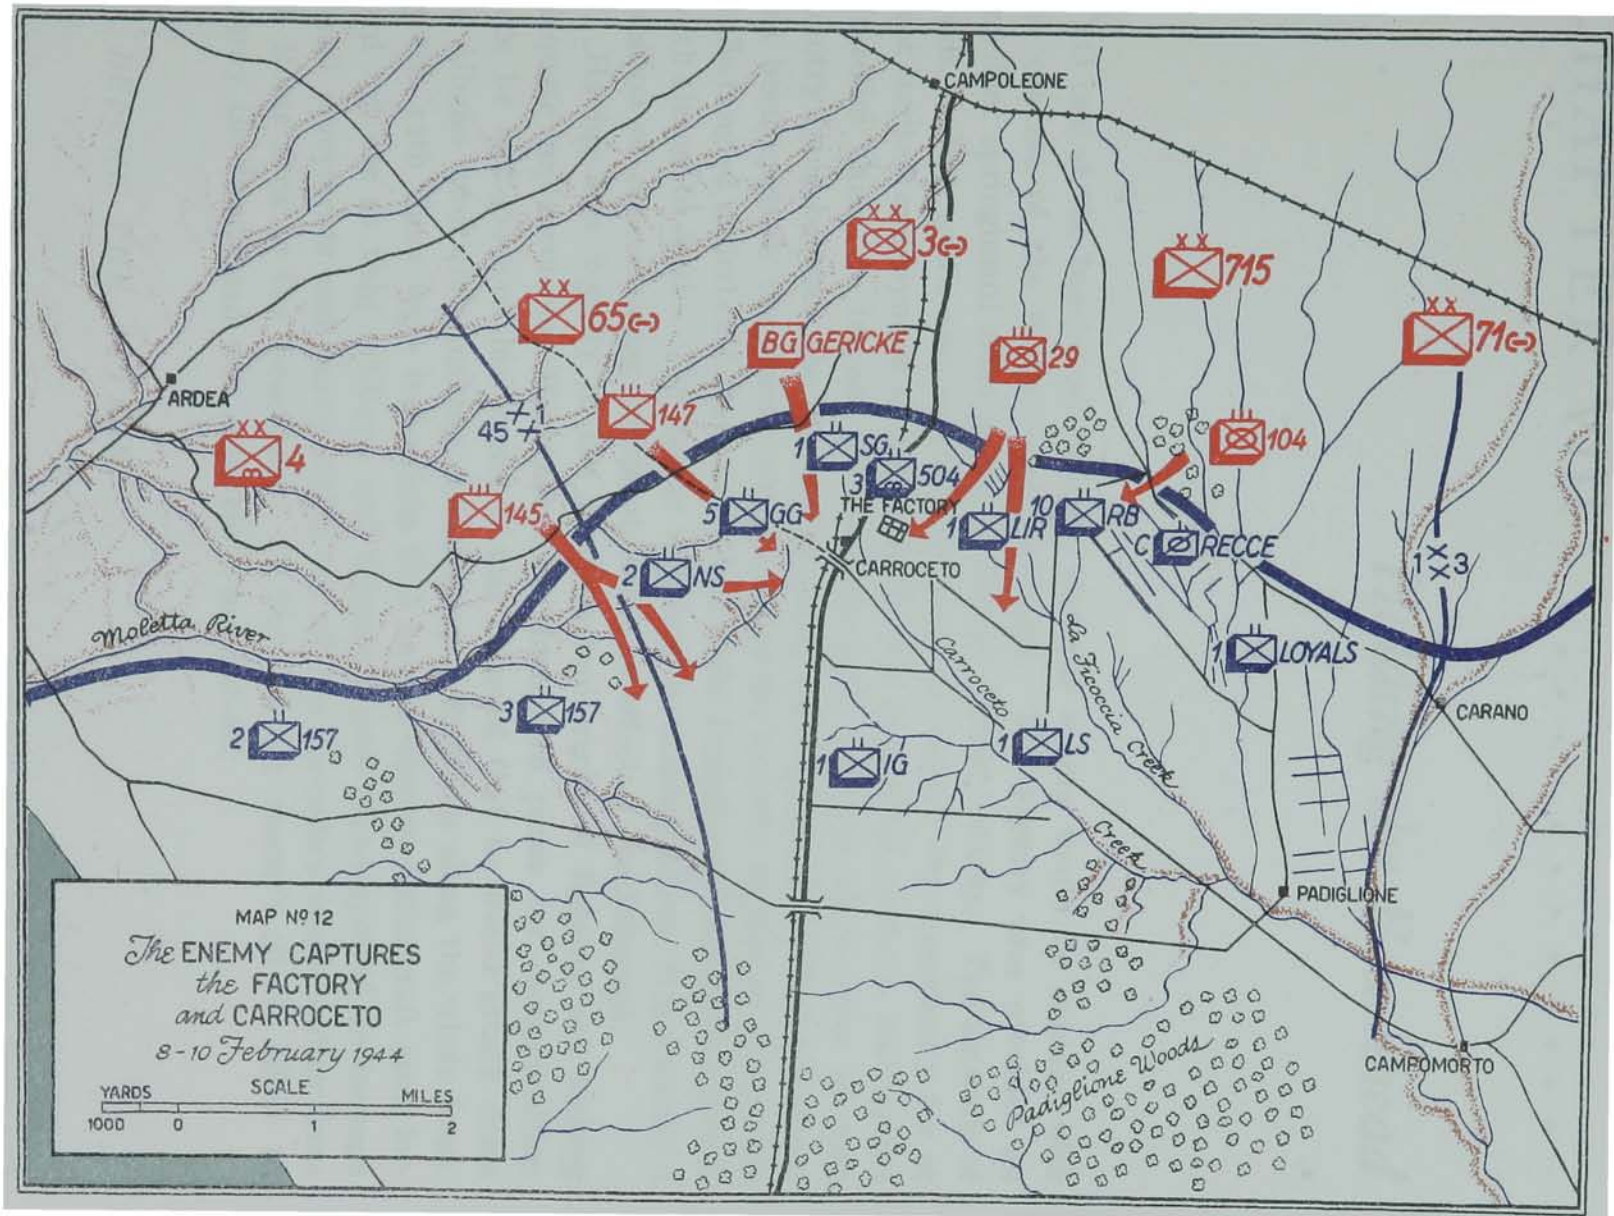 CAMPOLEONE
3(-)
715
65(-)
BG GERICKE
29
71(-)
ARDEA
147
45
1
4
1 SG
104
3 504
145
5 GG
THE FACTORY
1 LIR
10 RB
C RECCE
CARROCETO
2 NS
1 3
Moletta River
Carroceto
La Ficoccia Creek
1 LOYALS
3 157
CARANO
2 157
1 IG
1 LS
Creek
PADIGLIONE
MAP No 12
The ENEMY CAPTURES
the FACTORY
and CARROCETO
8-10 February 1944
YARDS SCALE MILES
1000 0 1 2
Padiglione Woods
CAMPOMORTO